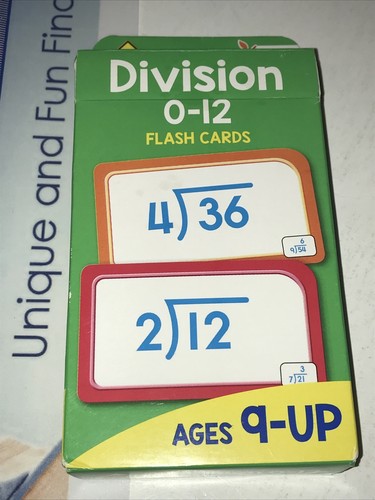 Unique and Fun Find
Division
0-12
FLASH CARDS
4)36
6
9)54
2)12
3
7)21
AGES 9-UP